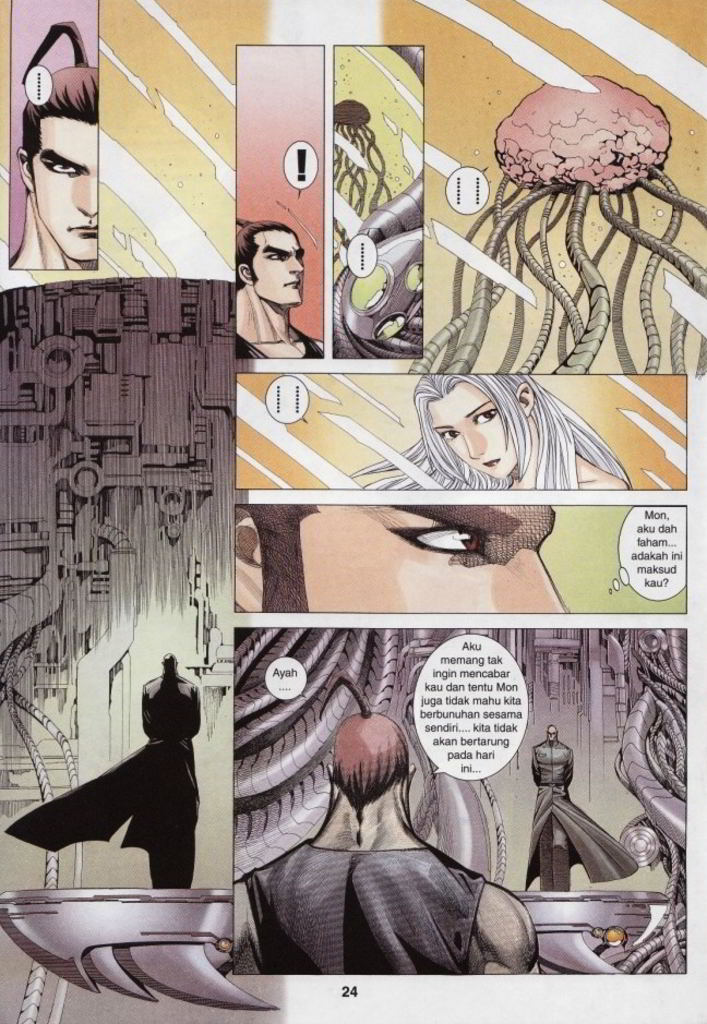 ......
!
......
......
......
Mon,
aku dah
faham...
adakah ini
maksud
kau?
Ayah
....
Aku
memang tak
ingin mencabar
kau dan tentu Mon
juga tidak mahu kita
berbunuhan sesama
sendiri.... kita tidak
akan bertarung
pada hari
ini...
24